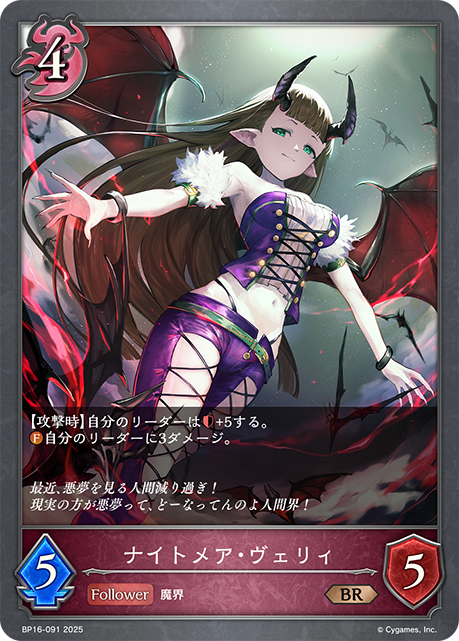 4
【攻撃時】自分のリーダーは+5する。
F自分のリーダーに3ダメージ。
最近、悪夢を見る人間減り過ぎ！
現実の方が悪夢って、どーなってんのよ人間界！
ナイトメア・ヴェリィ
5
Follower 魔界
BR
5
BP16-091 2025
© Cygames, Inc.